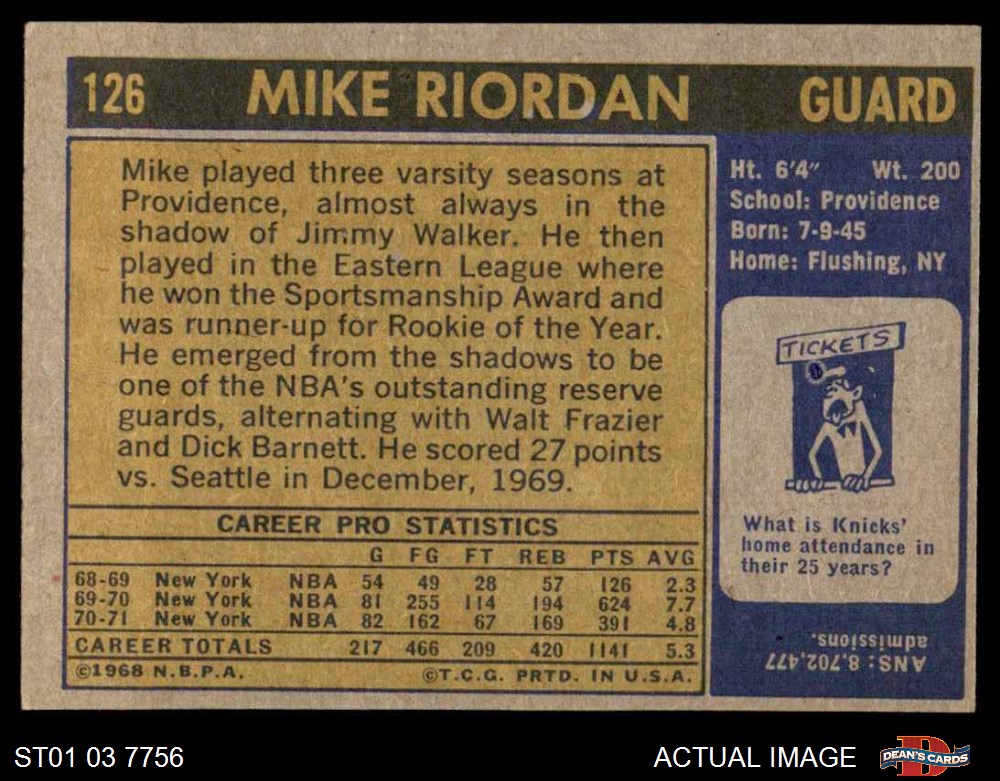 126 MIKE RIORDAN GUARD
Mike played three varsity seasons at
Providence, almost always in the
shadow of Jimmy Walker. He then
played in the Eastern League where
he won the Sportsmanship Award and
was runner-up for Rookie of the Year.
He emerged from the shadows to be
one of the NBA's outstanding reserve
guards, alternating with Walt Frazier
and Dick Barnett. He scored 27 points
vs. Seattle in December, 1969.
CAREER PRO STATISTICS
G FG FT REB PTS AVG
68-69 New York NBA 54 49 28 57 126 2.3
69-70 New York NBA 81 255 114 194 624 7.7
70-71 New York NBA 82 162 67 169 391 4.8
CAREER TOTALS 217 466 209 420 1141 5.3
©1968 N.B.P.A. ©T.C.G. PRTD. IN U.S.A.
Ht. 6'4" Wt. 200
School: Providence
Born: 7-9-45
Home: Flushing, NY
TICKETS
What is Knicks'
home attendance in
their 25 years?
ANS: 8,702,477
admissions.
ST01 03 7756 ACTUAL IMAGE DEAN'S CARDS